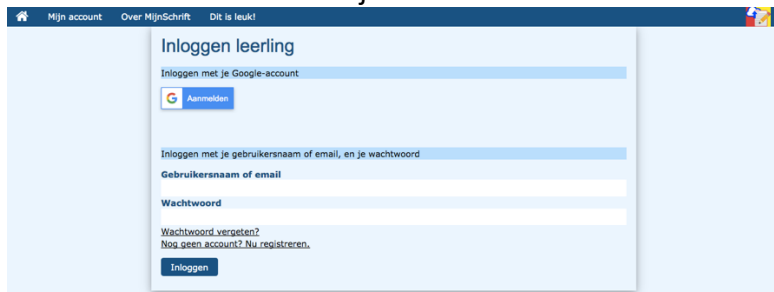 Mijn account Over MijnSchrift Dit is leuk!
Inloggen leerling
Inloggen met je Google-account
Aanmelden
Inloggen met je gebruikersnaam of email, en je wachtwoord
Gebruikersnaam of email
Wachtwoord
Wachtwoord vergeten?
Nog geen account? Nu registreren.
Inloggen